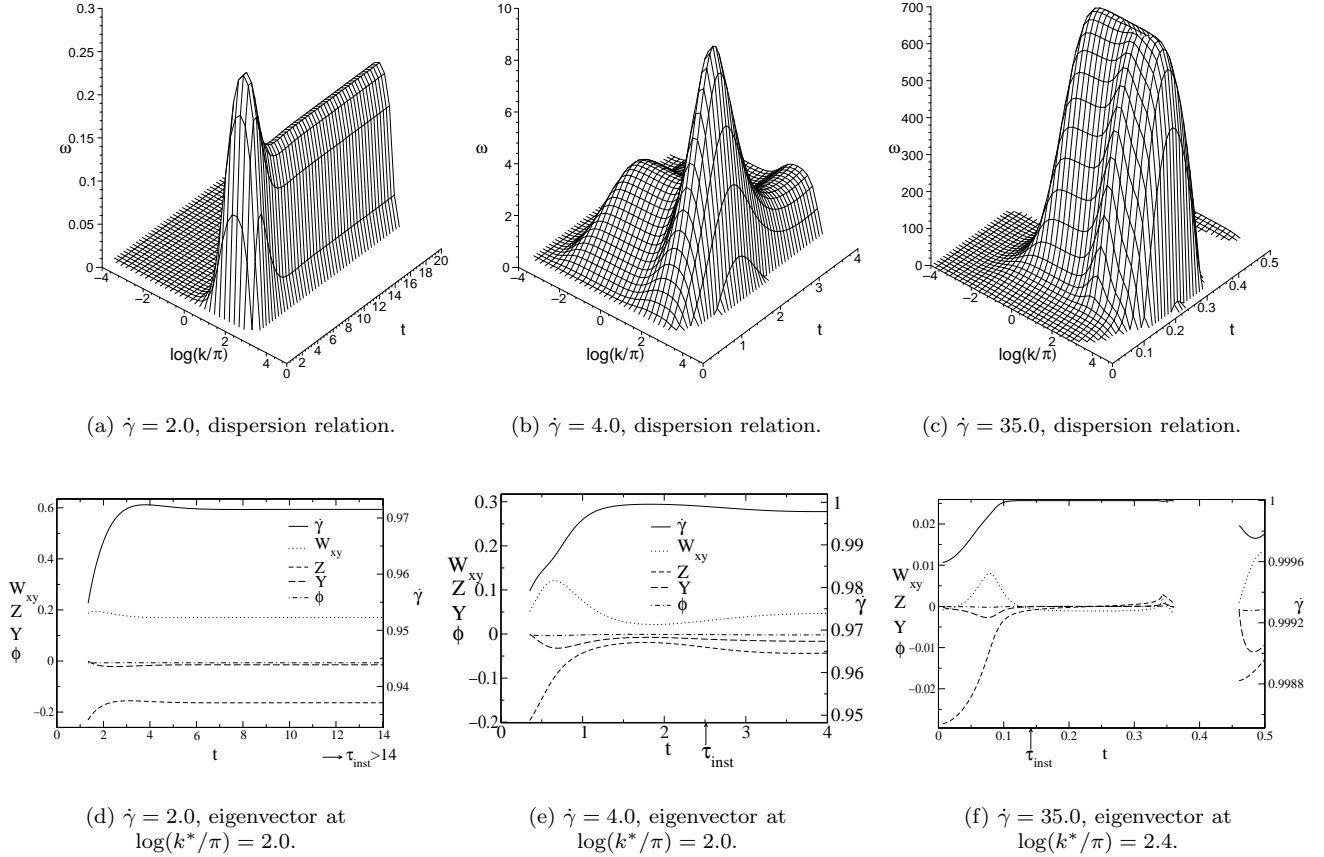 0.3
0.25
0.2
0.15
ω
0.1
0.05
0
−4
−2
0
2
4
log(k/π)
0
2
4
6
8
10
12
14
16
18
20
t
(a) γ̇ = 2.0, dispersion relation.
10
8
6
ω
4
2
0
−4
−2
0
2
4
log(k/π)
0
1
2
3
4
t
(b) γ̇ = 4.0, dispersion relation.
700
600
500
400
ω
300
200
100
0
−4
−2
0
2
4
log(k/π)
0
0.1
0.2
0.3
0.4
0.5
t
(c) γ̇ = 35.0, dispersion relation.
0.6
0.4
0.2
0
-0.2
W_xy
Z
Y
ϕ
γ̇
W_xy
Z
Y
ϕ
0.97
0.96
0.95
0.94
γ̇
0 2 4 6 8 10 12 14
t
→ τ_inst>14
(d) γ̇ = 2.0, eigenvector at
log(k*/π) = 2.0.
0.3
0.2
0.1
0
-0.1
-0.2
W_xy
Z
Y
ϕ
γ̇
W_xy
Z
Y
ϕ
1
0.99
0.98
0.97
0.96
0.95
γ̇
0 1 2 3 4
t
τ_inst
(e) γ̇ = 4.0, eigenvector at
log(k*/π) = 2.0.
0.02
0.01
0
-0.01
-0.02
W_xy
Z
Y
ϕ
1
0.9996
0.9992
0.9988
γ̇
0 0.1 0.2 0.3 0.4 0.5
t
τ_inst
(f) γ̇ = 35.0, eigenvector at
log(k*/π) = 2.4.